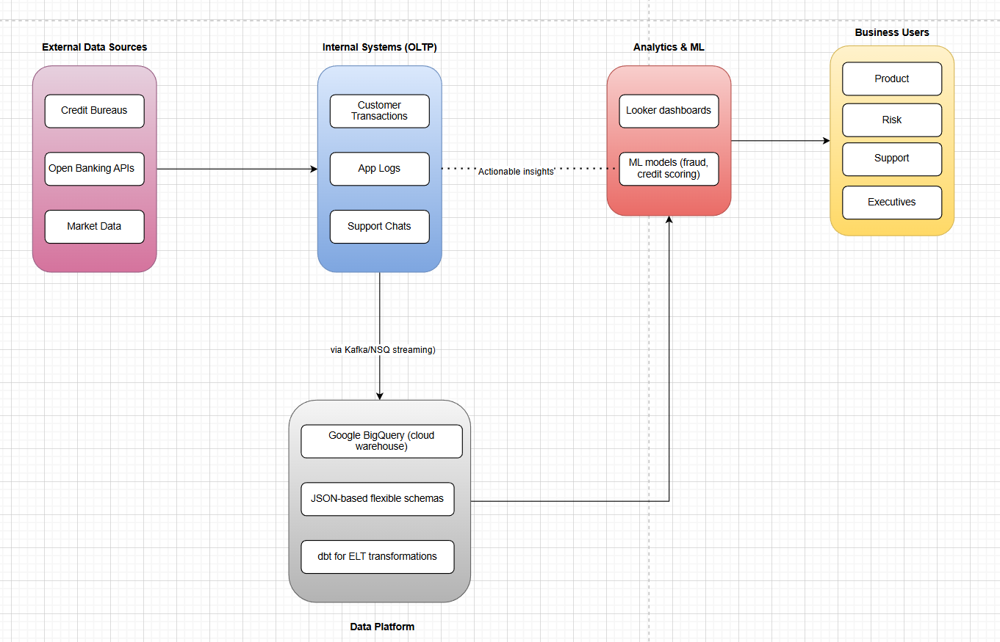 Business Users
External Data Sources
Internal Systems (OLTP)
Analytics & ML
Credit Bureaus
Open Banking APIs
Market Data
Customer
Transactions
App Logs
Support Chats
Actionable insights'
Looker dashboards
ML models (fraud,
credit scoring)
Product
Risk
Support
Executives
via Kafka/NSQ streaming)
Google BigQuery (cloud
warehouse)
JSON-based flexible schemas
dbt for ELT transformations
Data Platform